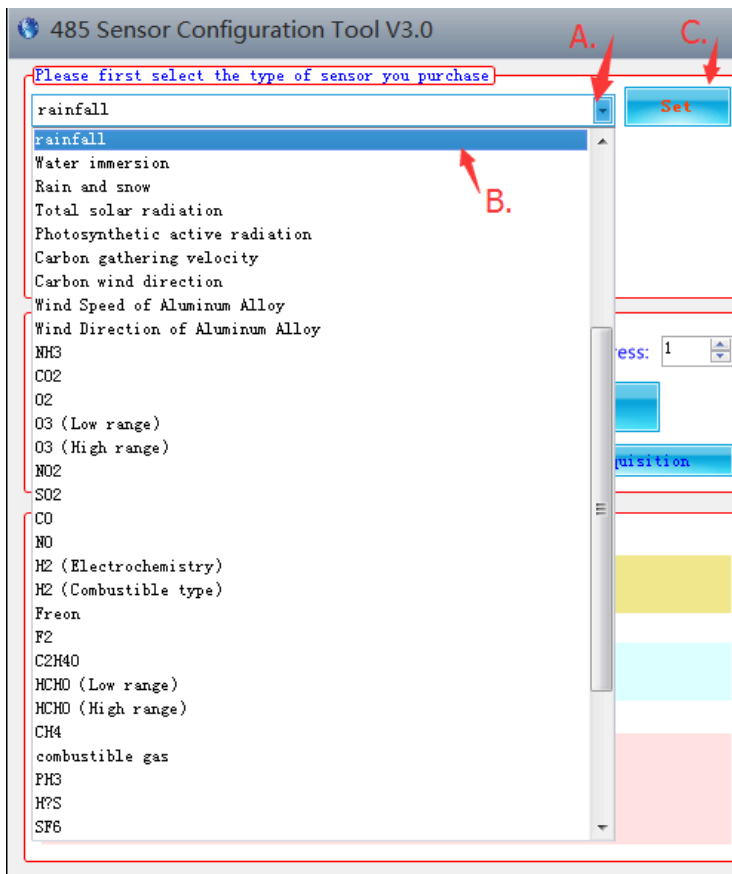 485 Sensor Configuration Tool V3.0
A.
C.
Please first select the type of sensor you purchase
rainfall
Set
rainfall
B.
Water immersion
Rain and snow
Total solar radiation
Photosynthetic active radiation
Carbon gathering velocity
Carbon wind direction
Wind Speed of Aluminum Alloy
Wind Direction of Aluminum Alloy
NH3
ress: 1
CO2
O2
O3 (Low range)
O3 (High range)
NO2
quisition
SO2
CO
NO
H2 (Electrochemistry)
H2 (Combustible type)
Freon
F2
C2H4O
HCHO (Low range)
HCHO (High range)
CH4
combustible gas
PH3
H?S
SF6